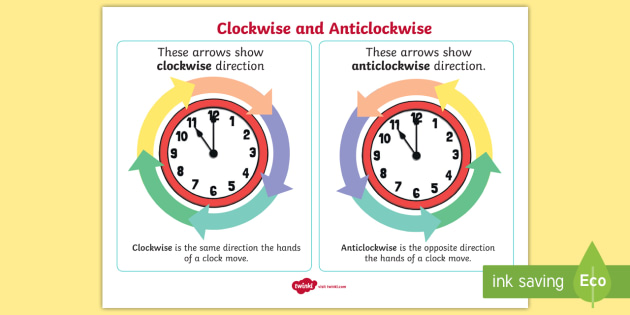 Clockwise and Anticlockwise
These arrows show
clockwise direction
11 12 1
10 2
9 3
8 4
7 6 5
Clockwise is the same direction the hands
of a clock move.
These arrows show
anticlockwise direction.
11 12 1
10 2
9 3
8 4
7 6 5
Anticlockwise is the opposite direction
the hands of a clock move.
twinkl visit twinkl.com
ink saving Eco